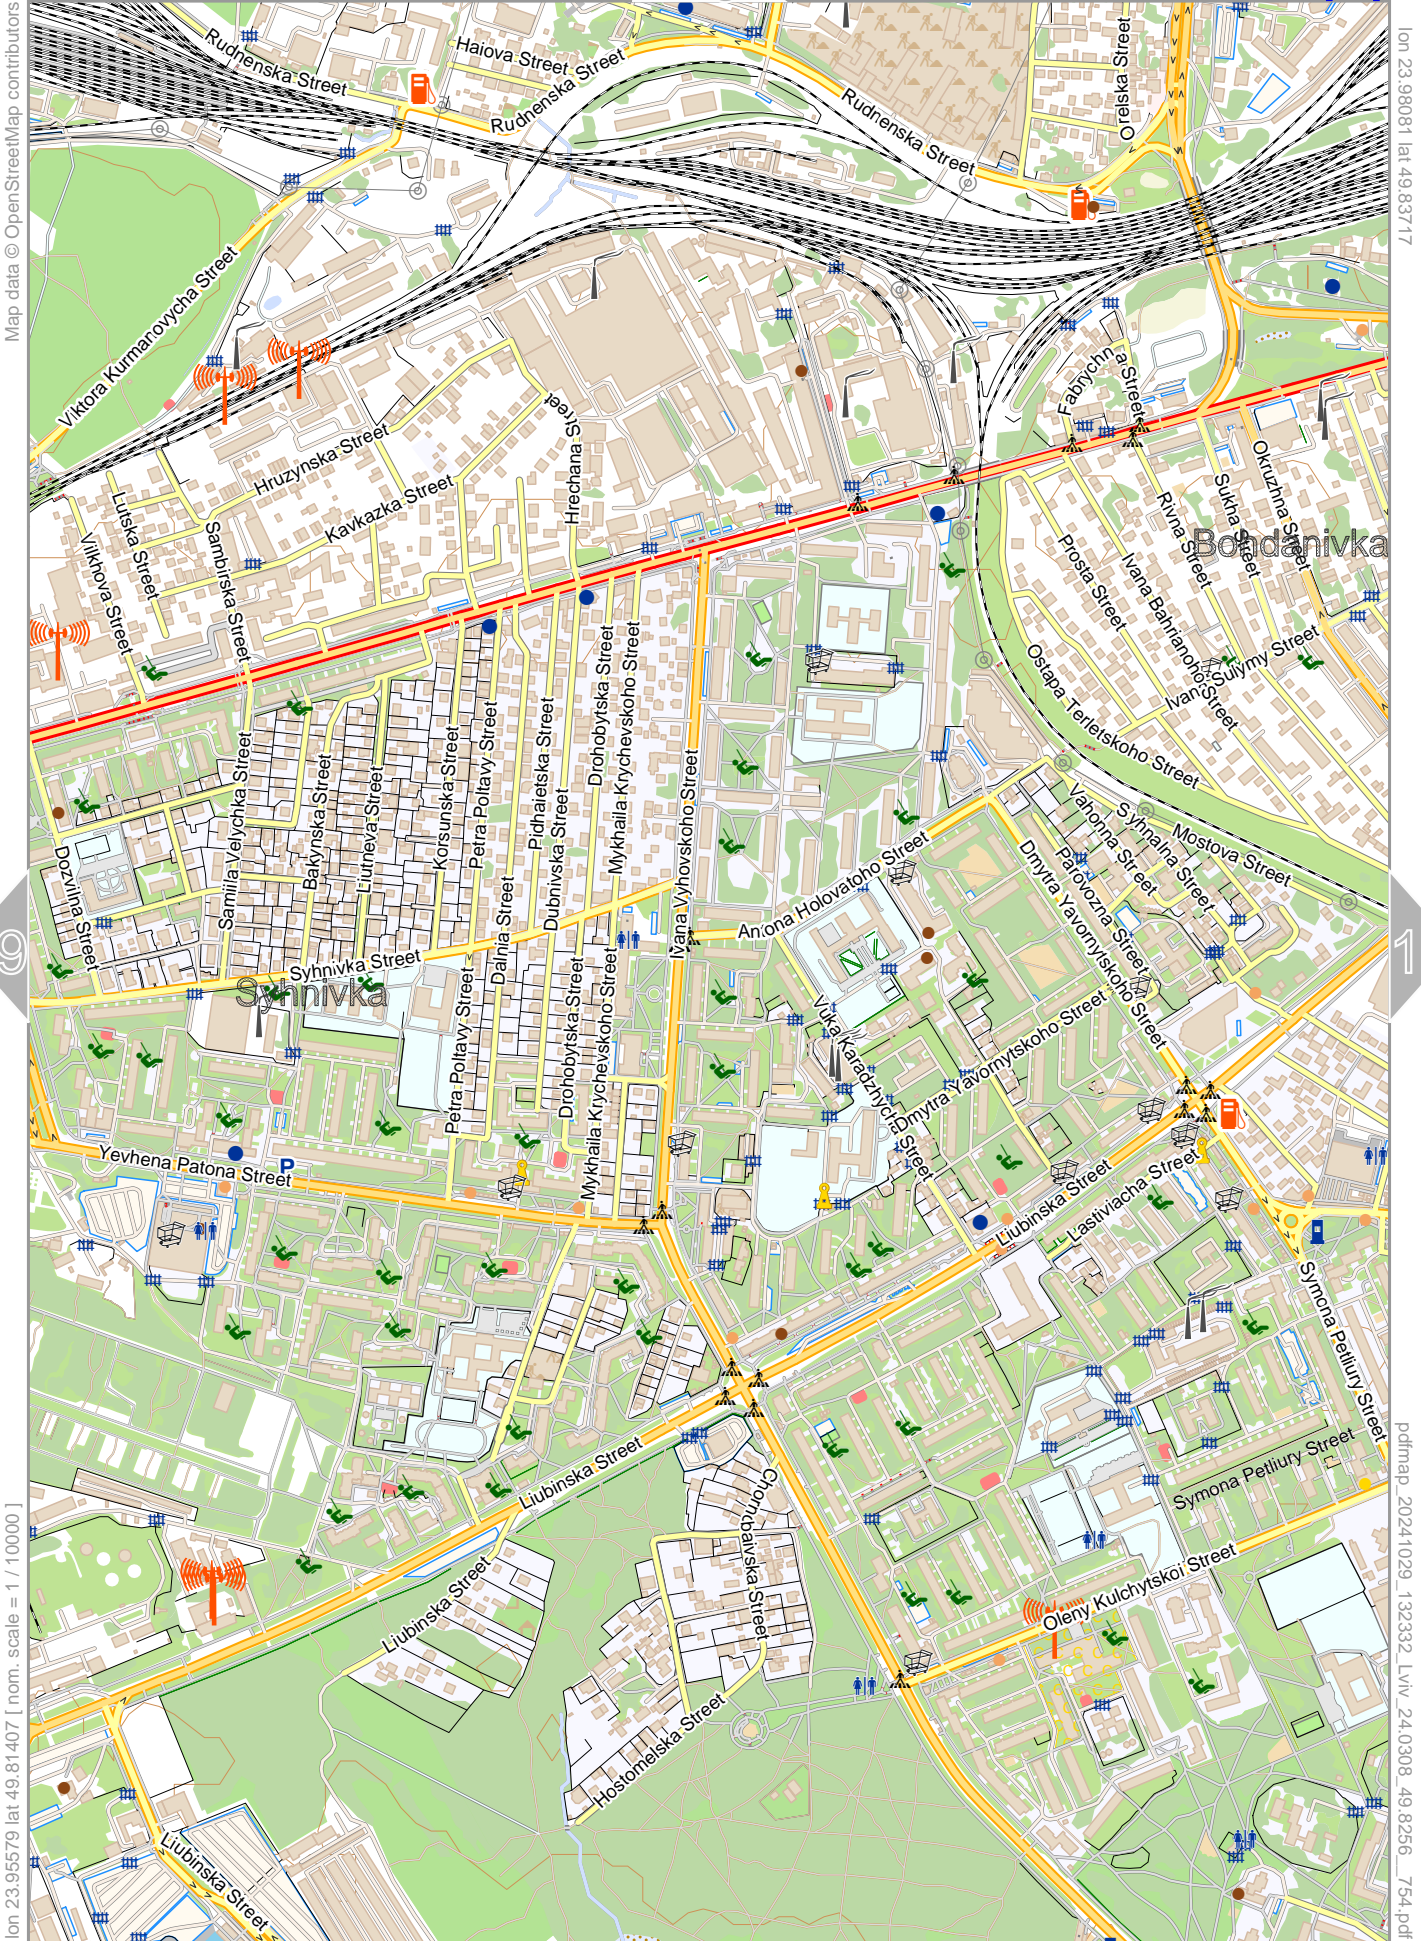 Map data © OpenStreetMap contributors
lon 23.98081 lat 49.83717
Rudnenska Street
Haiova Street
Rudnenska Street
Rudnenska Street
Orelska Street
Viktora Kurmanovycha Street
Hruzynska Street
Kavkazka Street
Hrechana Street
Fabrychna Street
Lutska Street
Vilkhova Street
Sambirska Street
Okruzhna Street
Sukha Street
Rivna Street
Bohdanivka
Prosta Street
Ivana Bahrianoho Street
Ivana Sulymy Street
Ostapa Terletskoho Street
Drohobytska Street
Mykhaila Krychevskoho Street
Samiila Velychka Street
Bakynska Street
Liutneva Street
Korsunska Street
Petra Poltavy Street
Pidhaietska Street
Dubnivska Street
Ivana Vyhovskoho Street
Dozvilna Street
Dalnia Street
Antona Holovatoho Street
Vahonna Street
Syhnalna Street
Mostova Street
Parovozna Street
Dmytra Yavornytskoho Street
9
1
Syhnivka Street
Syhnivka
Petra Poltavy Street
Drohobytska Street
Mykhaila Krychevskoho Street
Vuka Karadzhycha Street
Dmytra Yavornytskoho Street
Yevhena Patona Street
P
Liubinska Street
Lastiviacha Street
Symona Petliury Street
Liubinska Street
Chornobaivska Street
Symona Petliury Street
Oleny Kulchytskoi Street
Liubinska Street
Hostomelska Street
Liubinska Street
lon 23.95579 lat 49.81407 [ nom. scale = 1 / 10000 ]
pdfmap_20241029_132332_Lviv_24.0308_49.8256__754.pdf